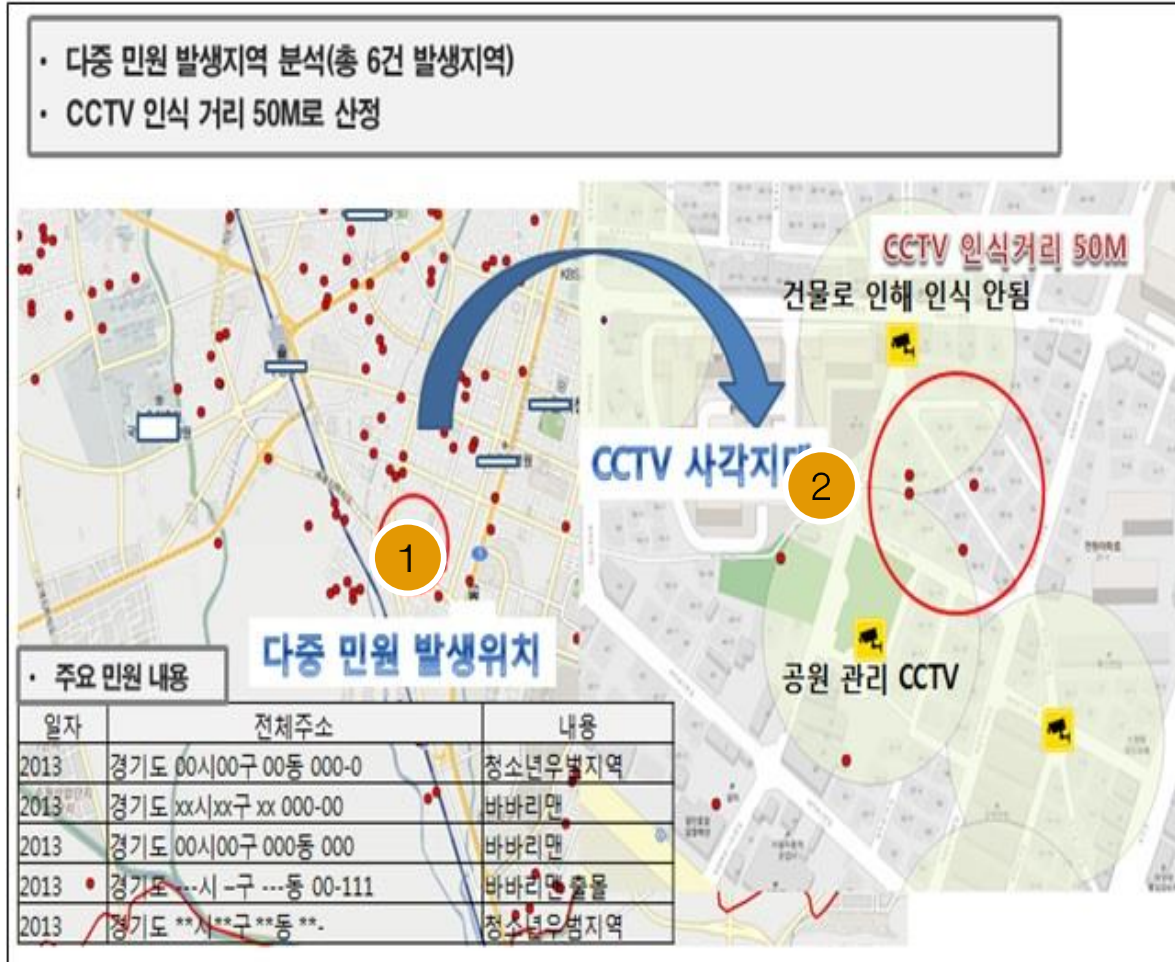 • 다중 민원 발생지역 분석(총 6건 발생지역)
• CCTV 인식 거리 50M로 산정
KBS
CCTV 인식거리 50M
건물로 인해 인식 안됨
CCTV 사각지대
2
1
다중 민원 발생위치
공원 관리 CCTV
• 주요 민원 내용
일자 전체주소 내용
2013 경기도 00시00구 00동 000-0 청소년우범지역
2013 경기도 xx시xx구 xx 000-00 바바리맨
2013 경기도 00시00구 000동 000 바바리맨
2013 경기도 ---시 –구 ---동 00-111 바바리맨 출몰
2013 경기도 **시**구 **동 **- 청소년우범지역